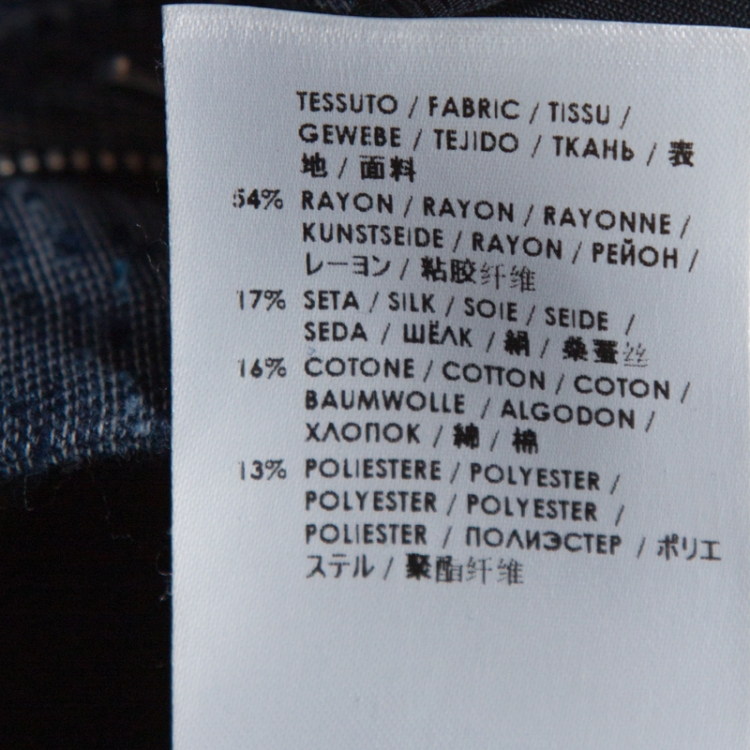 TESSUTO / FABRIC / TISSU /
GEWEBE / TEJIDO / ТКАНЬ / 表
地 / 面料
54% RAYON / RAYON / RAYONNE /
KUNSTSEIDE / RAYON / РЕЙОН /
レーヨン / 粘胶纤维
17% SETA / SILK / SOIE / SEIDE /
SEDA / ШЁЛК / 絹 / 桑蚕丝
16% COTONE / COTTON / COTON /
BAUMWOLLE / ALGODON /
ХЛОПОК / 綿 / 棉
13% POLIESTERE / POLYESTER /
POLYESTER / POLYESTER /
POLIESTER / ПОЛИЭСТЕР / ポリエ
ステル / 聚酯纤维